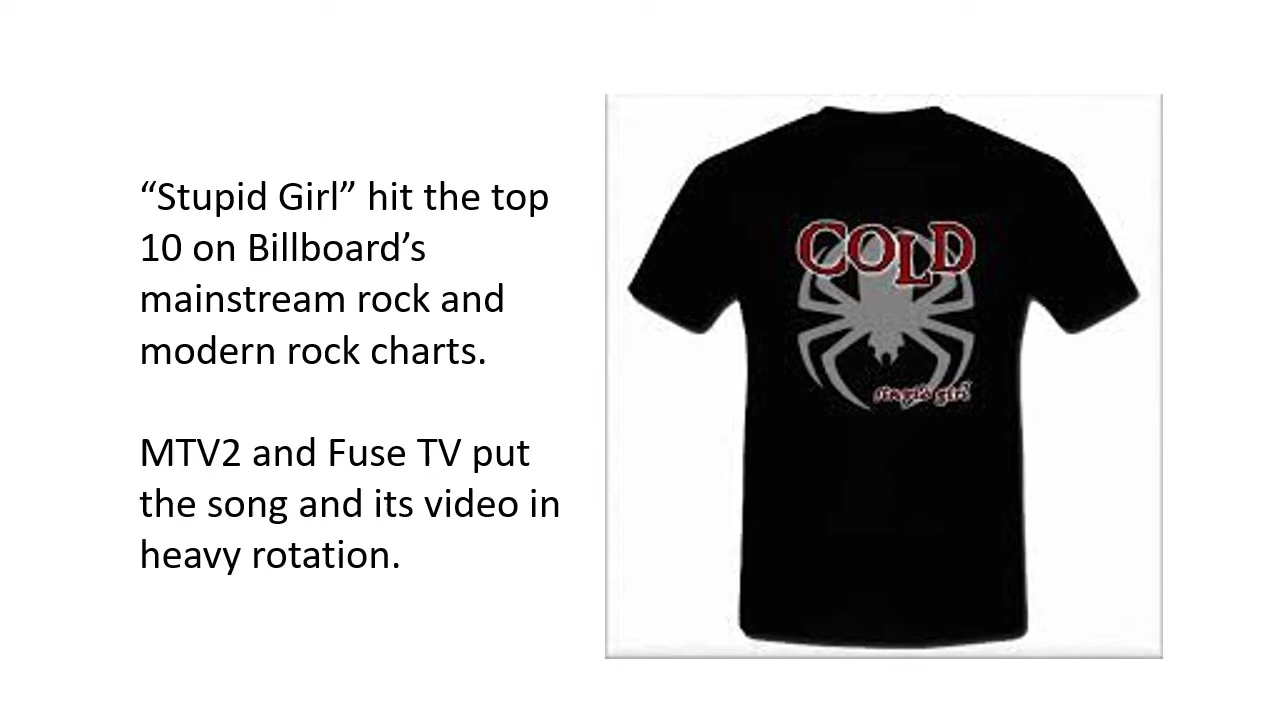 “Stupid Girl” hit the top
10 on Billboard’s
mainstream rock and
modern rock charts.
MTV2 and Fuse TV put
the song and its video in
heavy rotation.
COLD
stupid girl